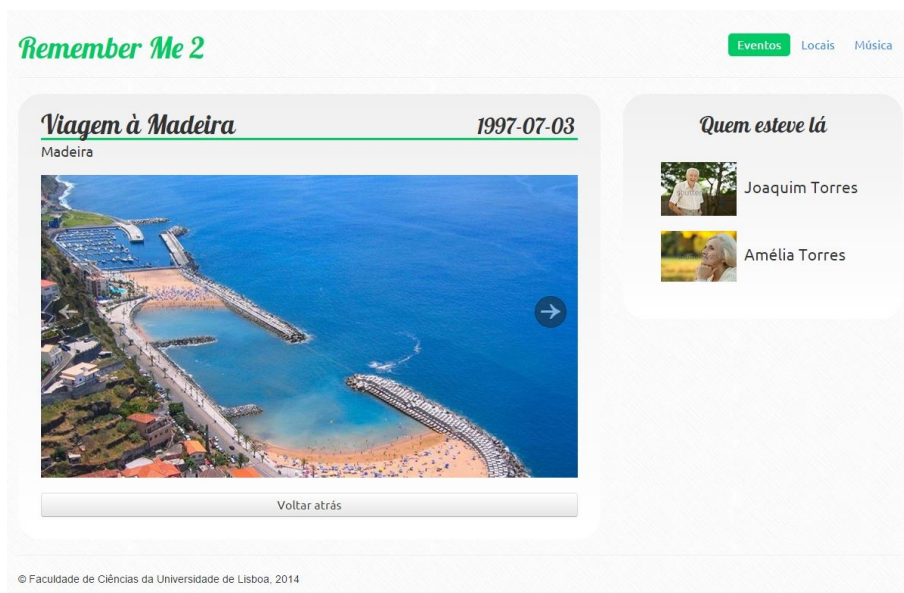 Remember Me 2
Eventos Locais Música
Viagem à Madeira 1997-07-03
Madeira
Quem esteve lá
Joaquim Torres
Amélia Torres
Voltar atrás
© Faculdade de Ciências da Universidade de Lisboa, 2014